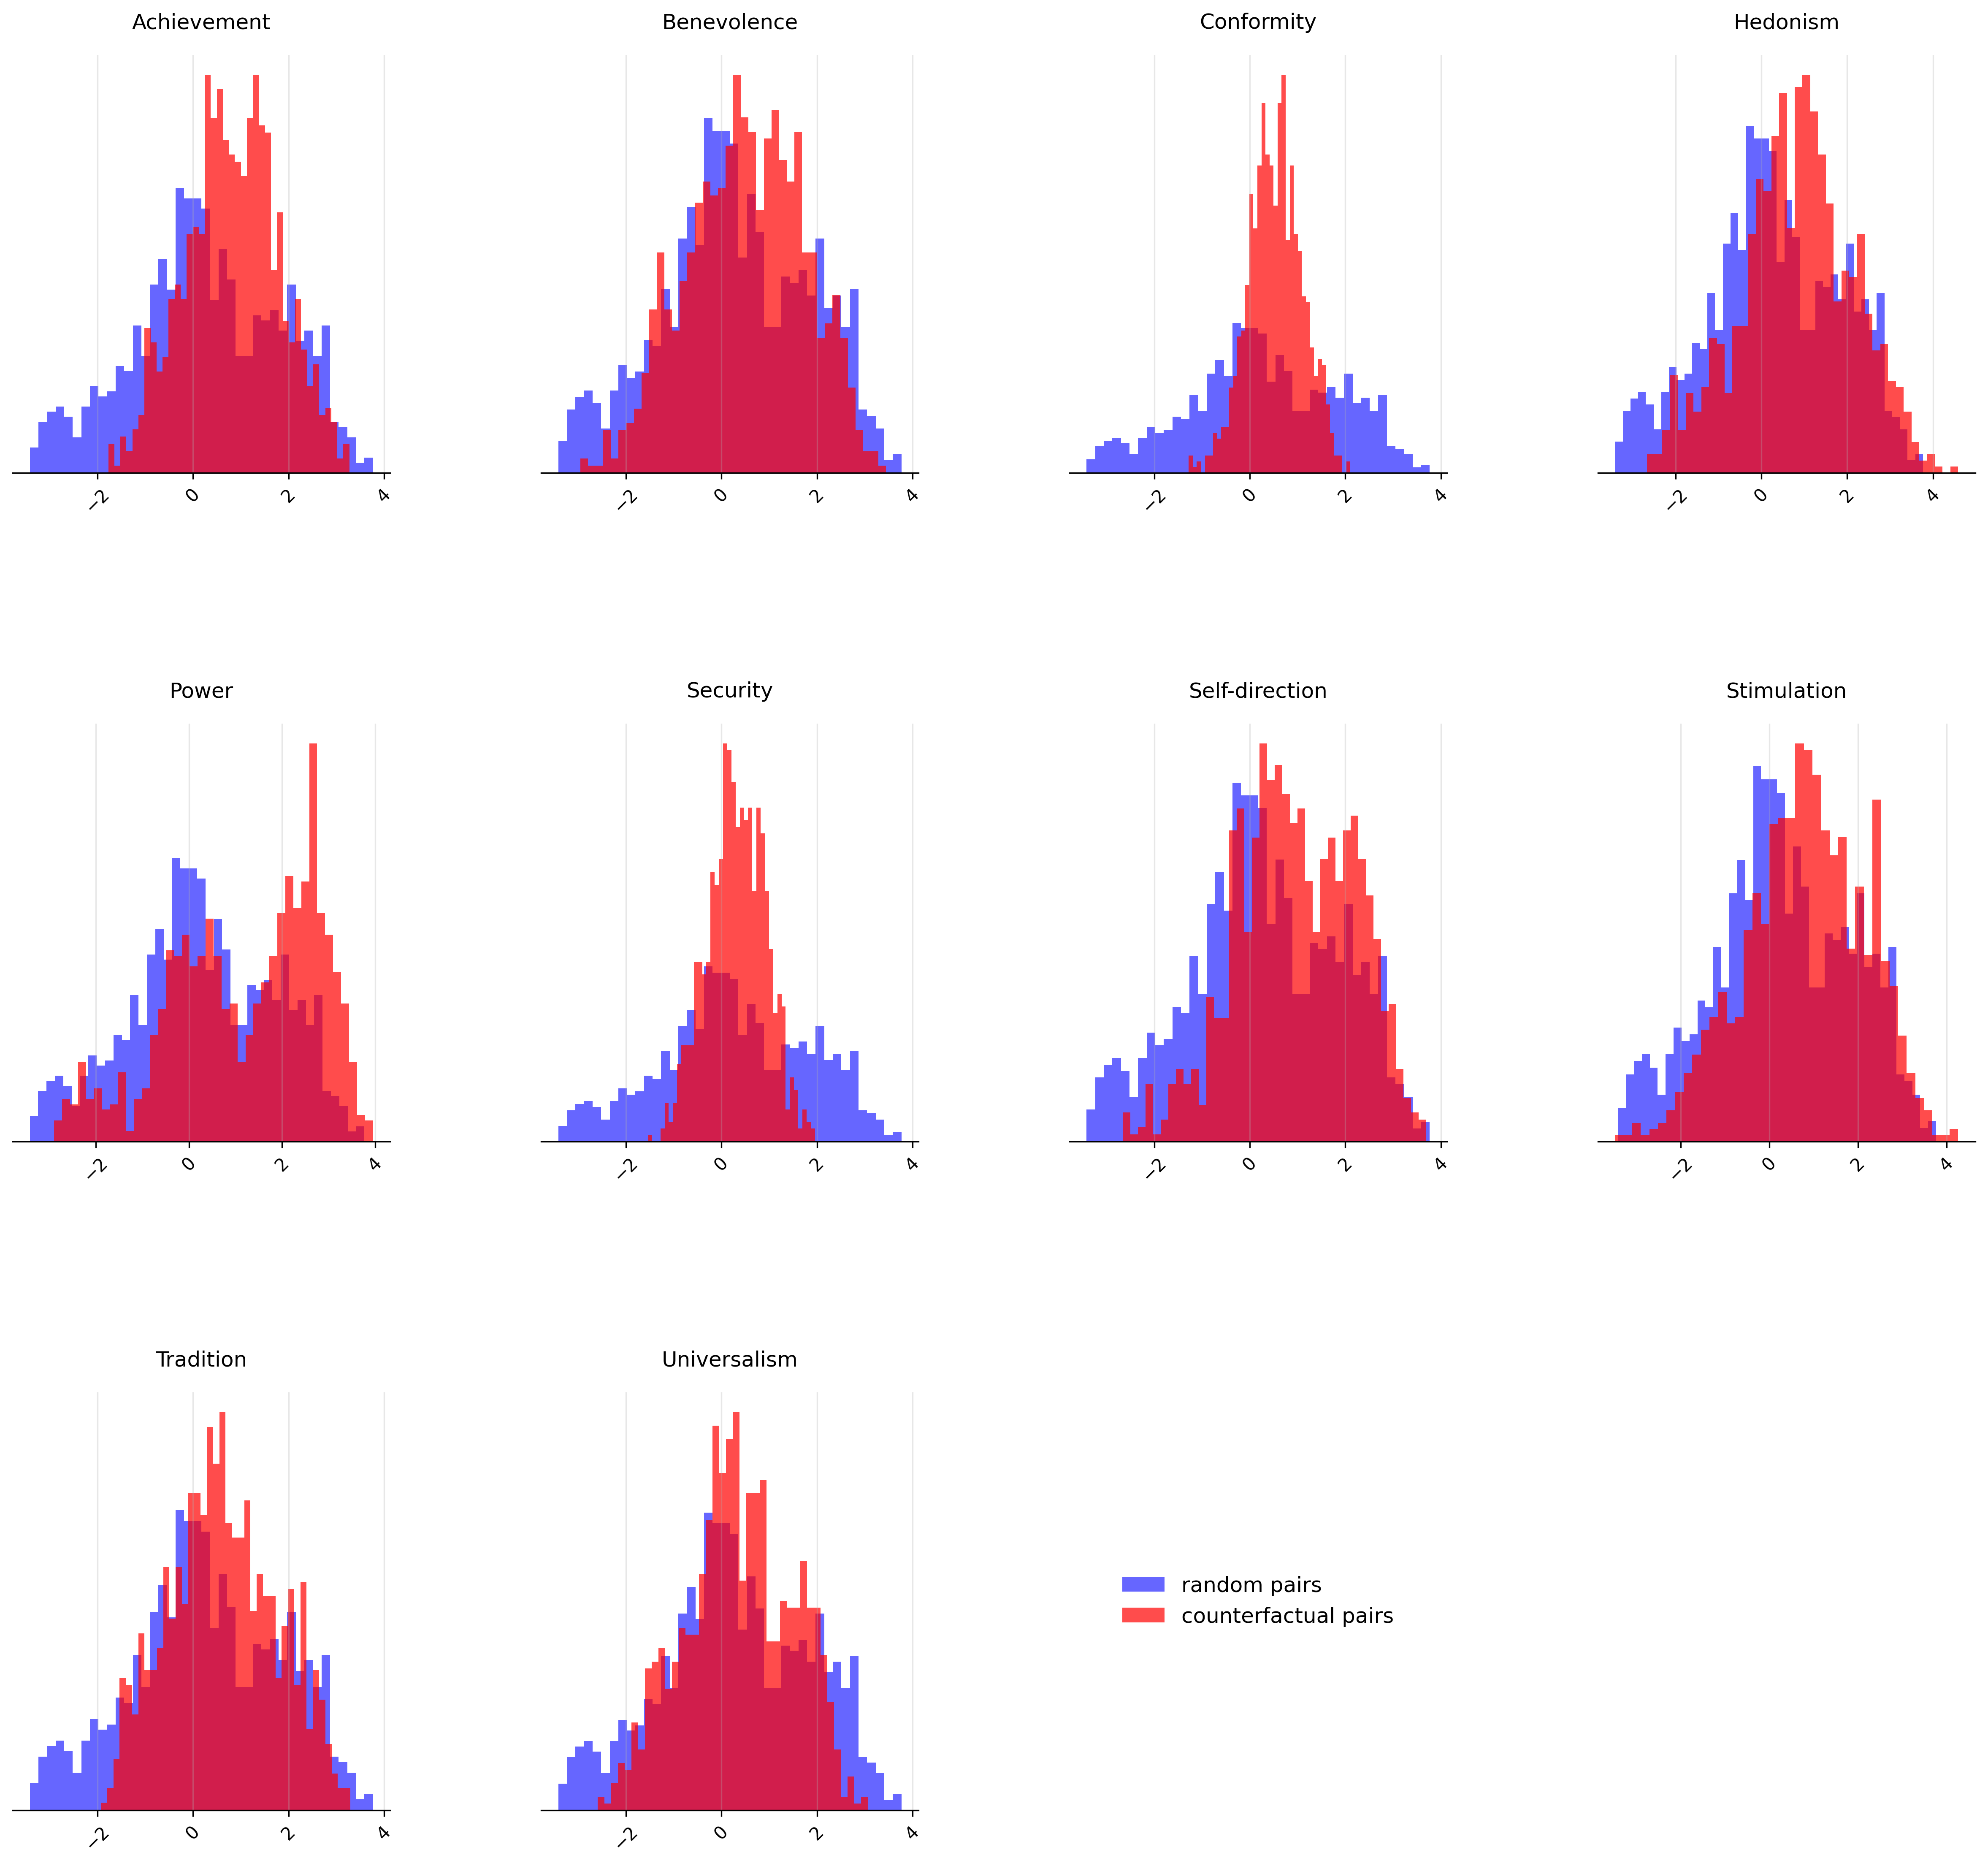 Achievement
Benevolence
Conformity
Hedonism
−2 0 2 4
−2 0 2 4
−2 0 2 4
−2 0 2 4
Power
Security
Self-direction
Stimulation
−2 0 2 4
−2 0 2 4
−2 0 2 4
−2 0 2 4
Tradition
Universalism
random pairs
counterfactual pairs
−2 0 2 4
−2 0 2 4